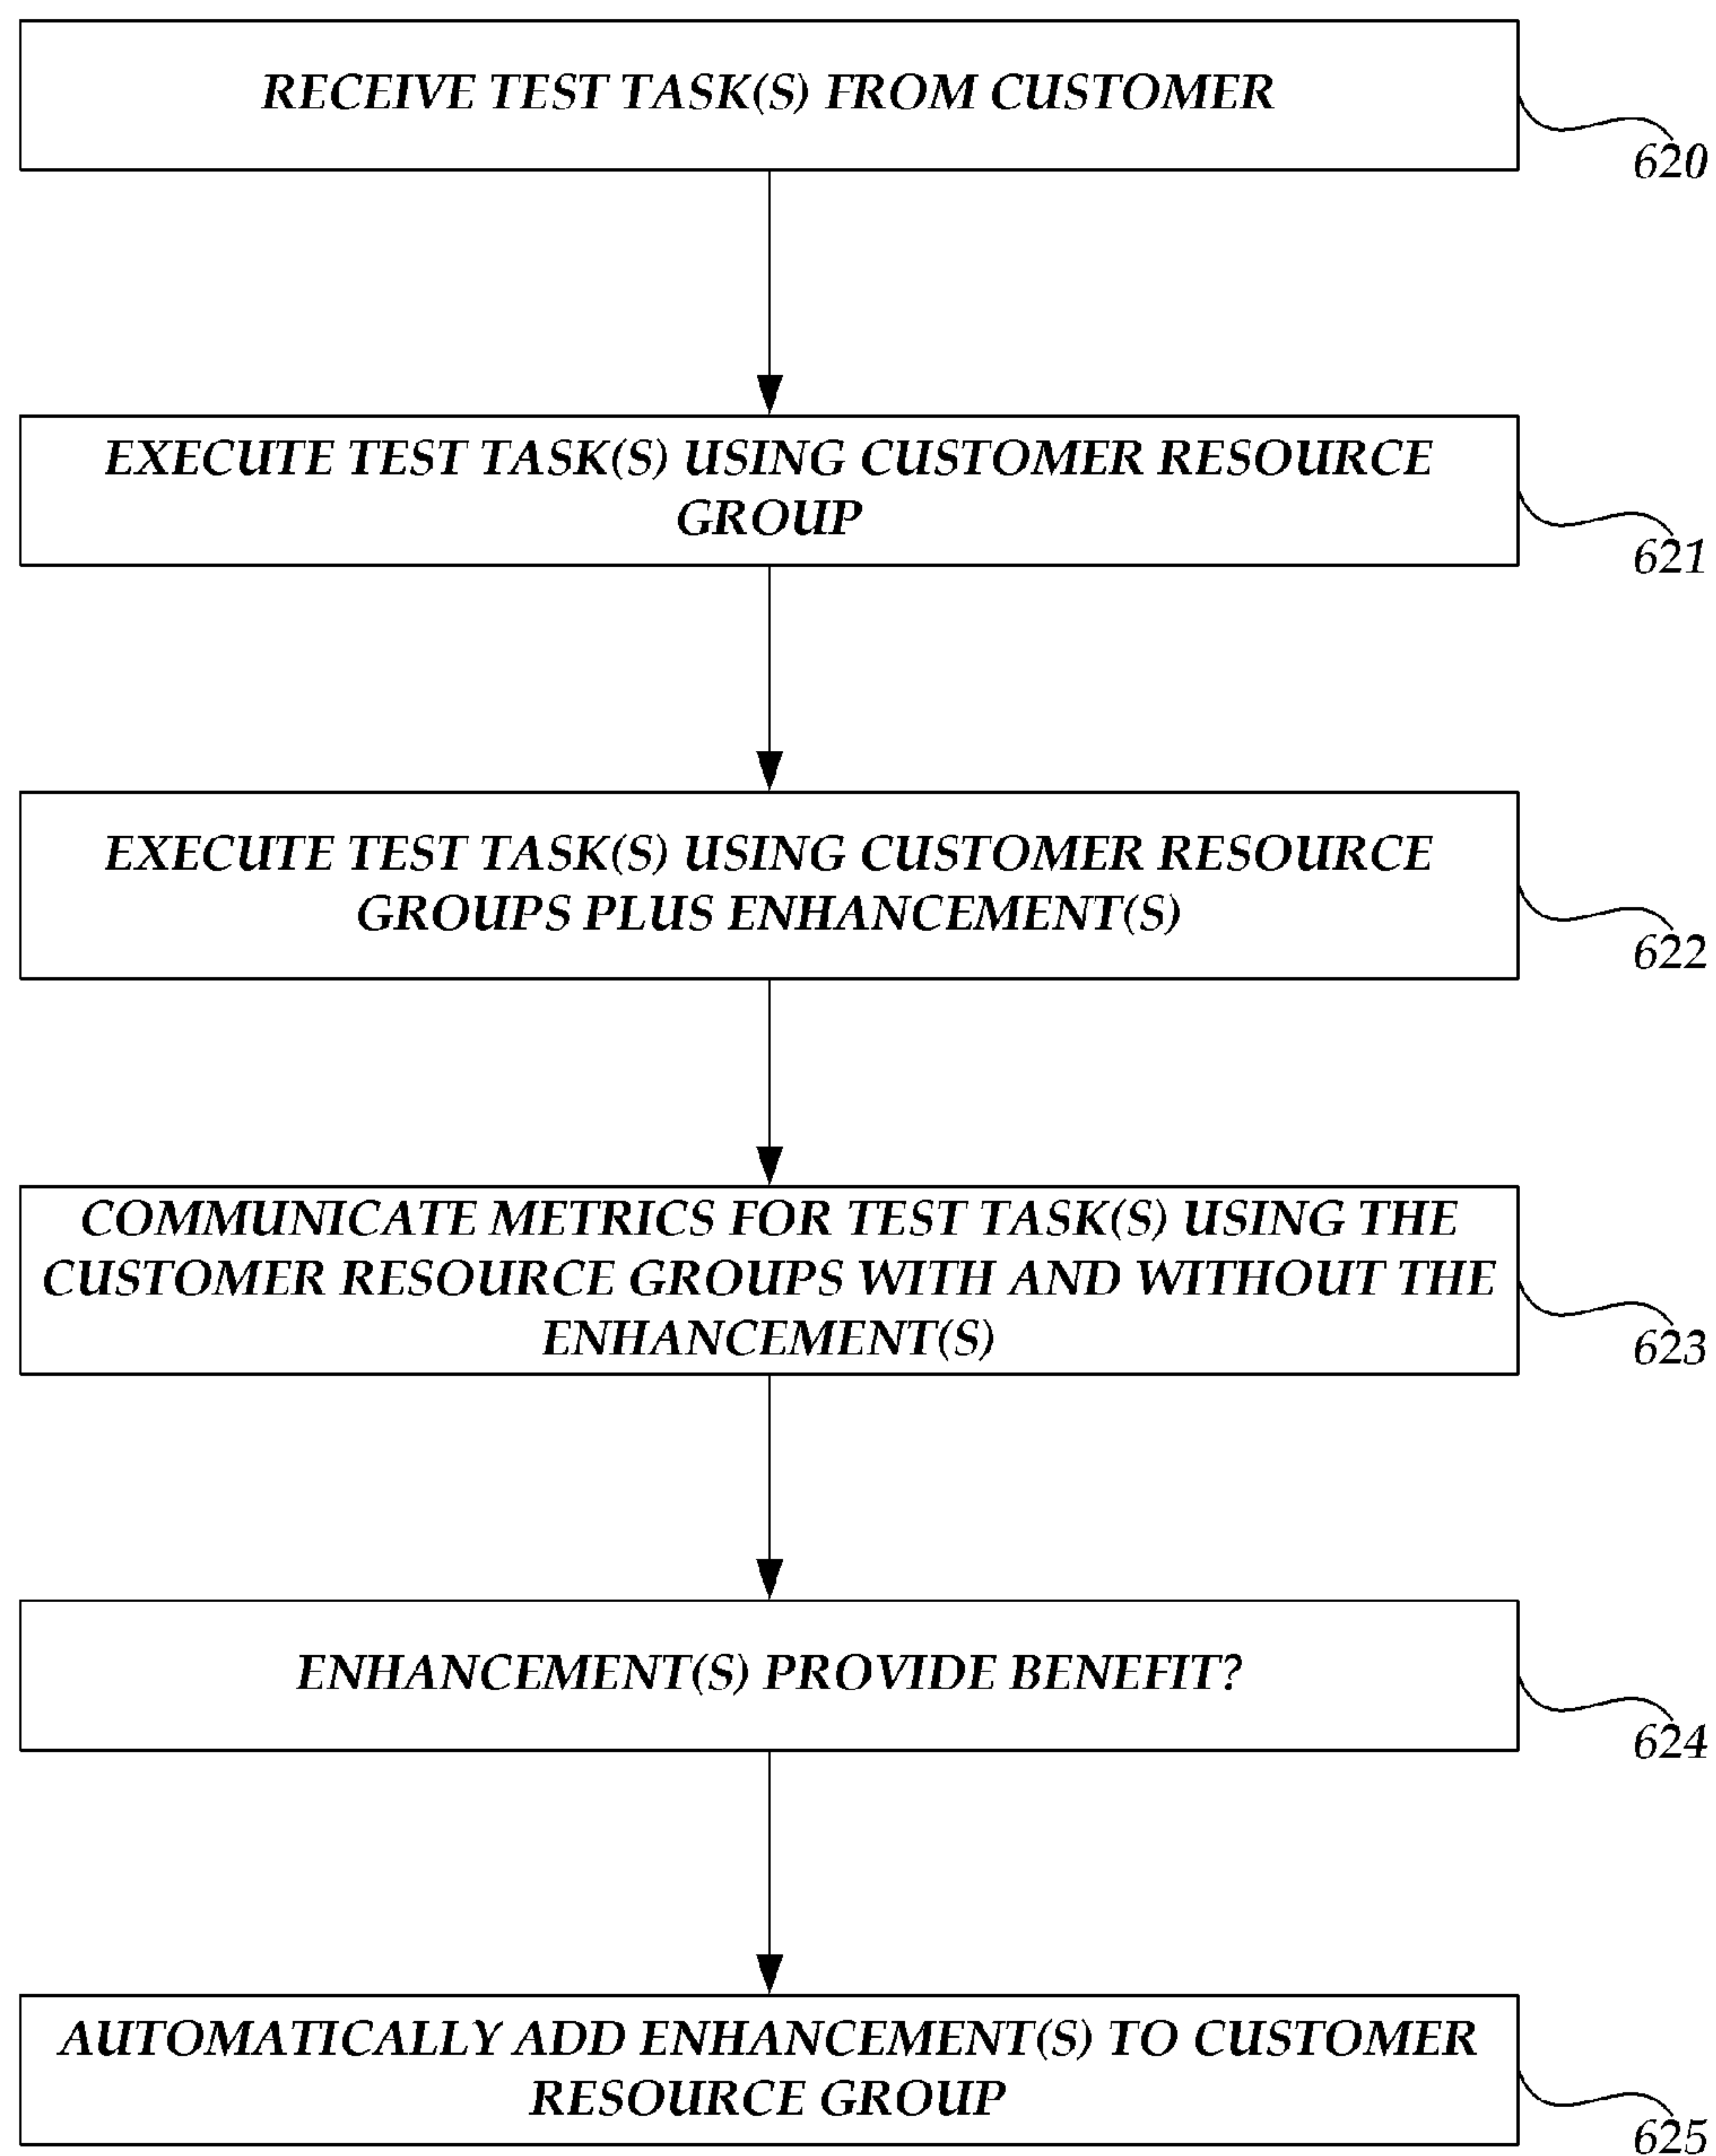 RECEIVE TEST TASK(S) FROM CUSTOMER
620
EXECUTE TEST TASK(S) USING CUSTOMER RESOURCE
GROUP
621
EXECUTE TEST TASK(S) USING CUSTOMER RESOURCE
GROUPS PLUS ENHANCEMENT(S)
622
COMMUNICATE METRICS FOR TEST TASK(S) USING THE
CUSTOMER RESOURCE GROUPS WITH AND WITHOUT THE
ENHANCEMENT(S)
623
ENHANCEMENT(S) PROVIDE BENEFIT?
624
AUTOMATICALLY ADD ENHANCEMENT(S) TO CUSTOMER
RESOURCE GROUP
625